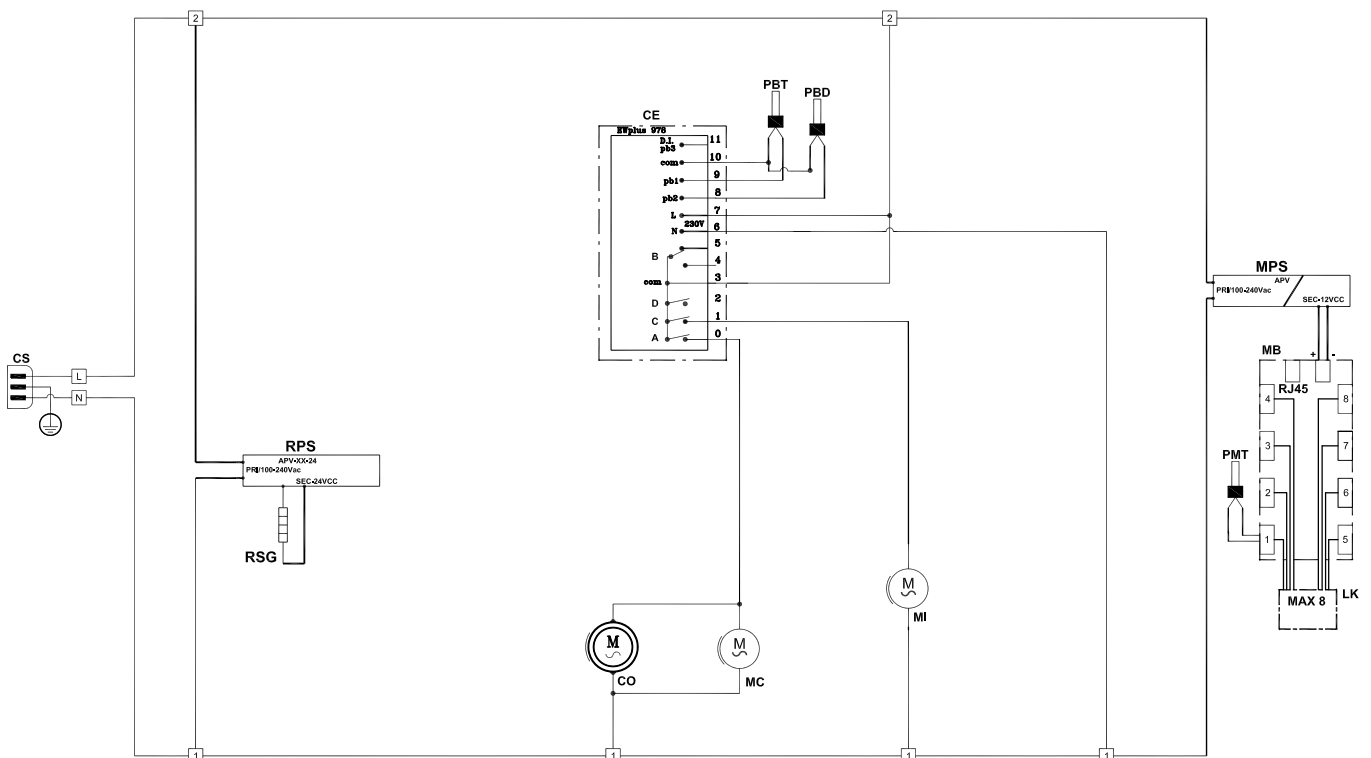 2
2
PBT
PBD
CE
EWplus 978
D.I.
pb3
11
com
10
pb1
9
pb2
8
L
7
230V
N
6
5
B
4
com
3
D
2
C
1
A
0
MPS
APV
PRI/100-240Vac
SEC-12VCC
CS
L
N
MB
+
-
RJ45
4
8
3
7
PMT
2
6
1
5
MAX 8
LK
RPS
APV-XX-24
PRI/100-240Vac
SEC-24VCC
RSG
M
MI
M
CO
M
MC
1
1
1
1